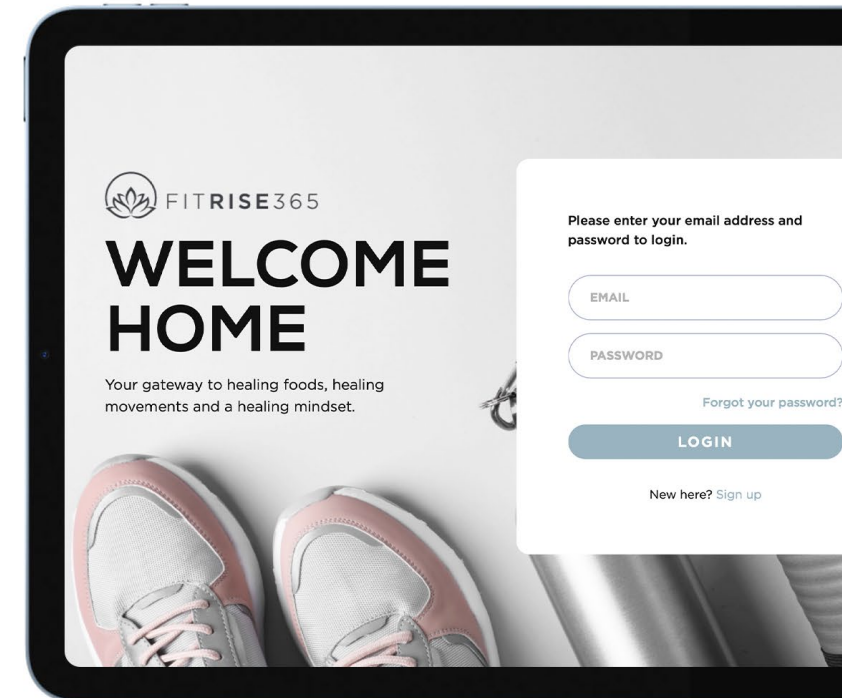 FITRISE365
WELCOME
HOME
Your gateway to healing foods, healing
movements and a healing mindset.
Please enter your email address and
password to login.
EMAIL
PASSWORD
Forgot your password?
LOGIN
New here? Sign up